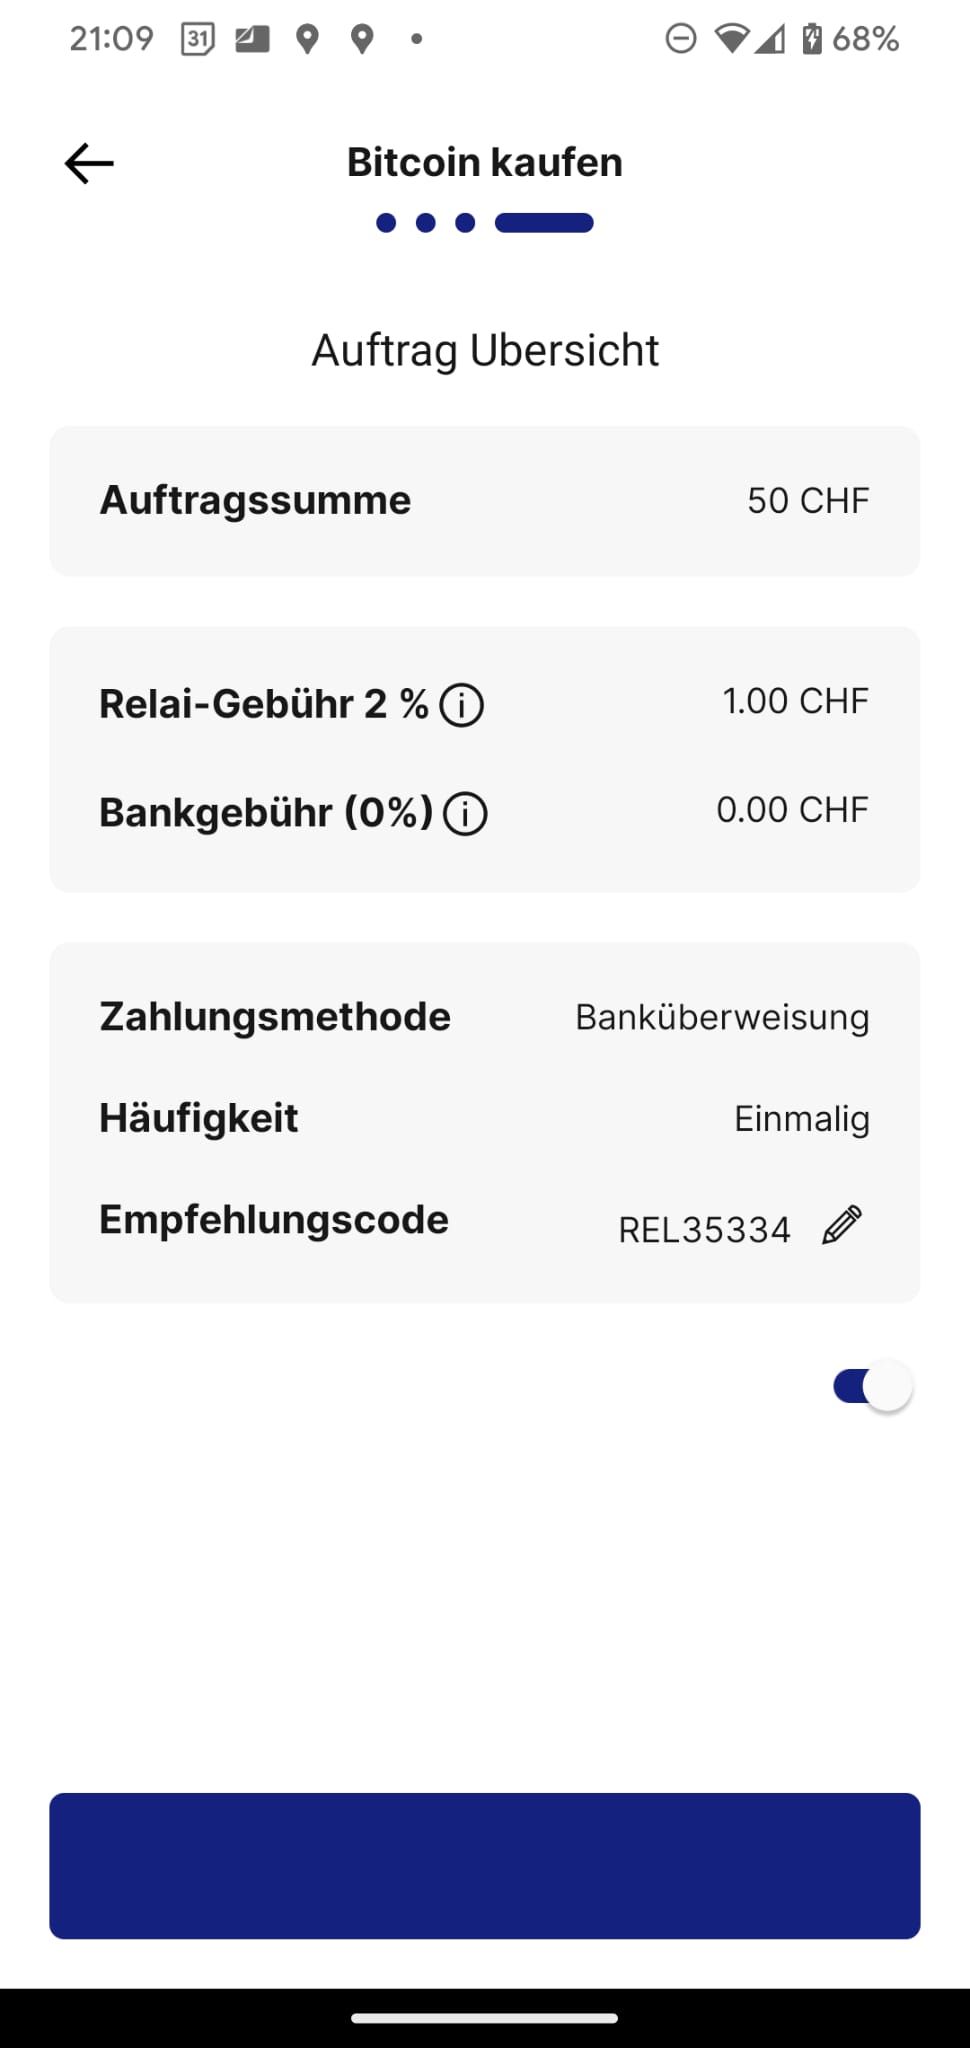 21:09 31 68%
Bitcoin kaufen
Auftrag Ubersicht
Auftragssumme 50 CHF
Relai-Gebühr 2 % 1.00 CHF
Bankgebühr (0%) 0.00 CHF
Zahlungsmethode Banküberweisung
Häufigkeit Einmalig
Empfehlungscode REL35334